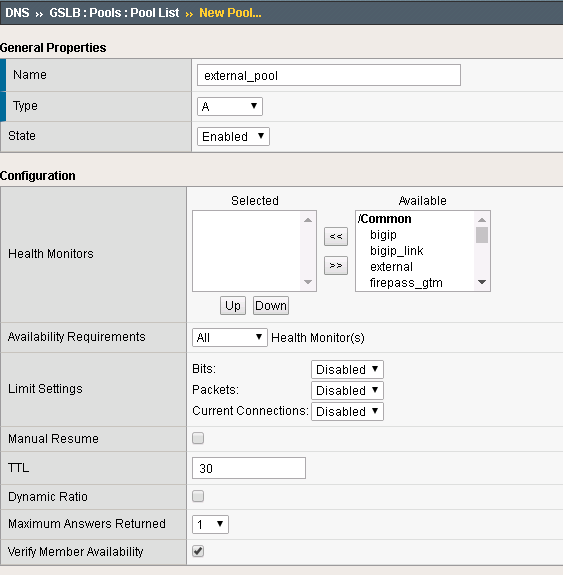 DNS ›› GSLB : Pools : Pool List ›› New Pool...
General Properties
Name external_pool
Type A
State Enabled
Configuration
Selected Available
/Common
bigip
bigip_link
external
firepass_gtm
Health Monitors
<<
>>
Up Down
Availability Requirements All Health Monitor(s)
Limit Settings
Bits: Disabled
Packets: Disabled
Current Connections: Disabled
Manual Resume
TTL 30
Dynamic Ratio
Maximum Answers Returned 1
Verify Member Availability